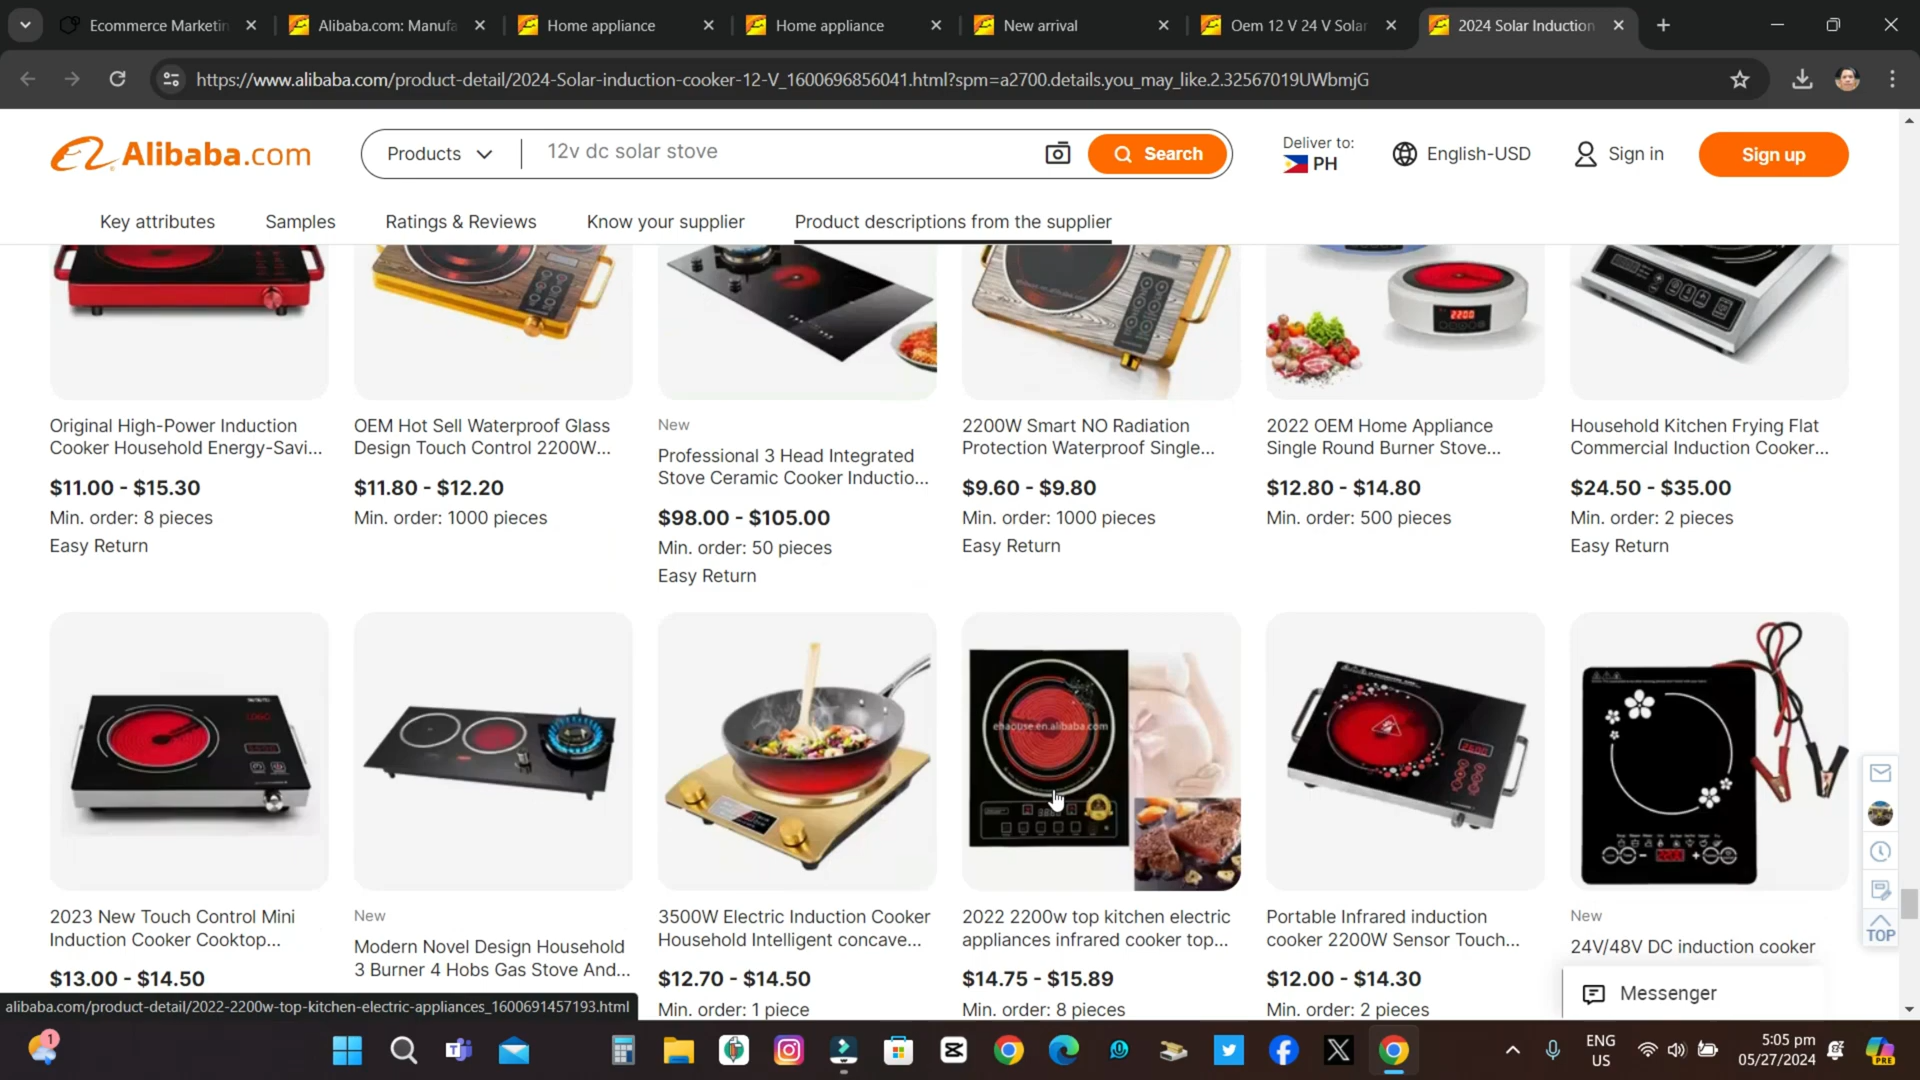 Ecommerce Marketin
Alibaba.com: Manufa
Home appliance
Home appliance
New arrival
Oem 12 V 24 V Solar
2024 Solar Induction
https://www.alibaba.com/product-detail/2024-Solar-induction-cooker-12-V_1600696856041.html?spm=a2700.details.you_may_like.2.32567019UWbmjG
Alibaba.com
Products
12v dc solar stove
Search
Deliver to:
PH
English-USD
Sign in
Sign up
Key attributes
Samples
Ratings & Reviews
Know your supplier
Product descriptions from the supplier
2200
Original High-Power Induction
Cooker Household Energy-Savi...
$11.00 - $15.30
Min. order: 8 pieces
Easy Return
OEM Hot Sell Waterproof Glass
Design Touch Control 2200W...
$11.80 - $12.20
Min. order: 1000 pieces
New
Professional 3 Head Integrated
Stove Ceramic Cooker Inductio...
$98.00 - $105.00
Min. order: 50 pieces
Easy Return
2200W Smart NO Radiation
Protection Waterproof Single...
$9.60 - $9.80
Min. order: 1000 pieces
Easy Return
2022 OEM Home Appliance
Single Round Burner Stove...
$12.80 - $14.80
Min. order: 500 pieces
Household Kitchen Frying Flat
Commercial Induction Cooker...
$24.50 - $35.00
Min. order: 2 pieces
Easy Return
LOGO
ehaouse.en.alibaba.com
2023 New Touch Control Mini
Induction Cooker Cooktop...
$13.00 - $14.50
New
Modern Novel Design Household
3 Burner 4 Hobs Gas Stove And...
3500W Electric Induction Cooker
Household Intelligent concave...
$12.70 - $14.50
Min. order: 1 piece
2022 2200w top kitchen electric
appliances infrared cooker top...
$14.75 - $15.89
Min. order: 8 pieces
Portable Infrared induction
cooker 2200W Sensor Touch...
$12.00 - $14.30
Min. order: 2 pieces
New
24V/48V DC induction cooker
TOP
Messenger
alibaba.com/product-detail/2022-2200w-top-kitchen-electric-appliances_1600691457193.html
1
ENG
US
5:05 pm
05/27/2024
PRE